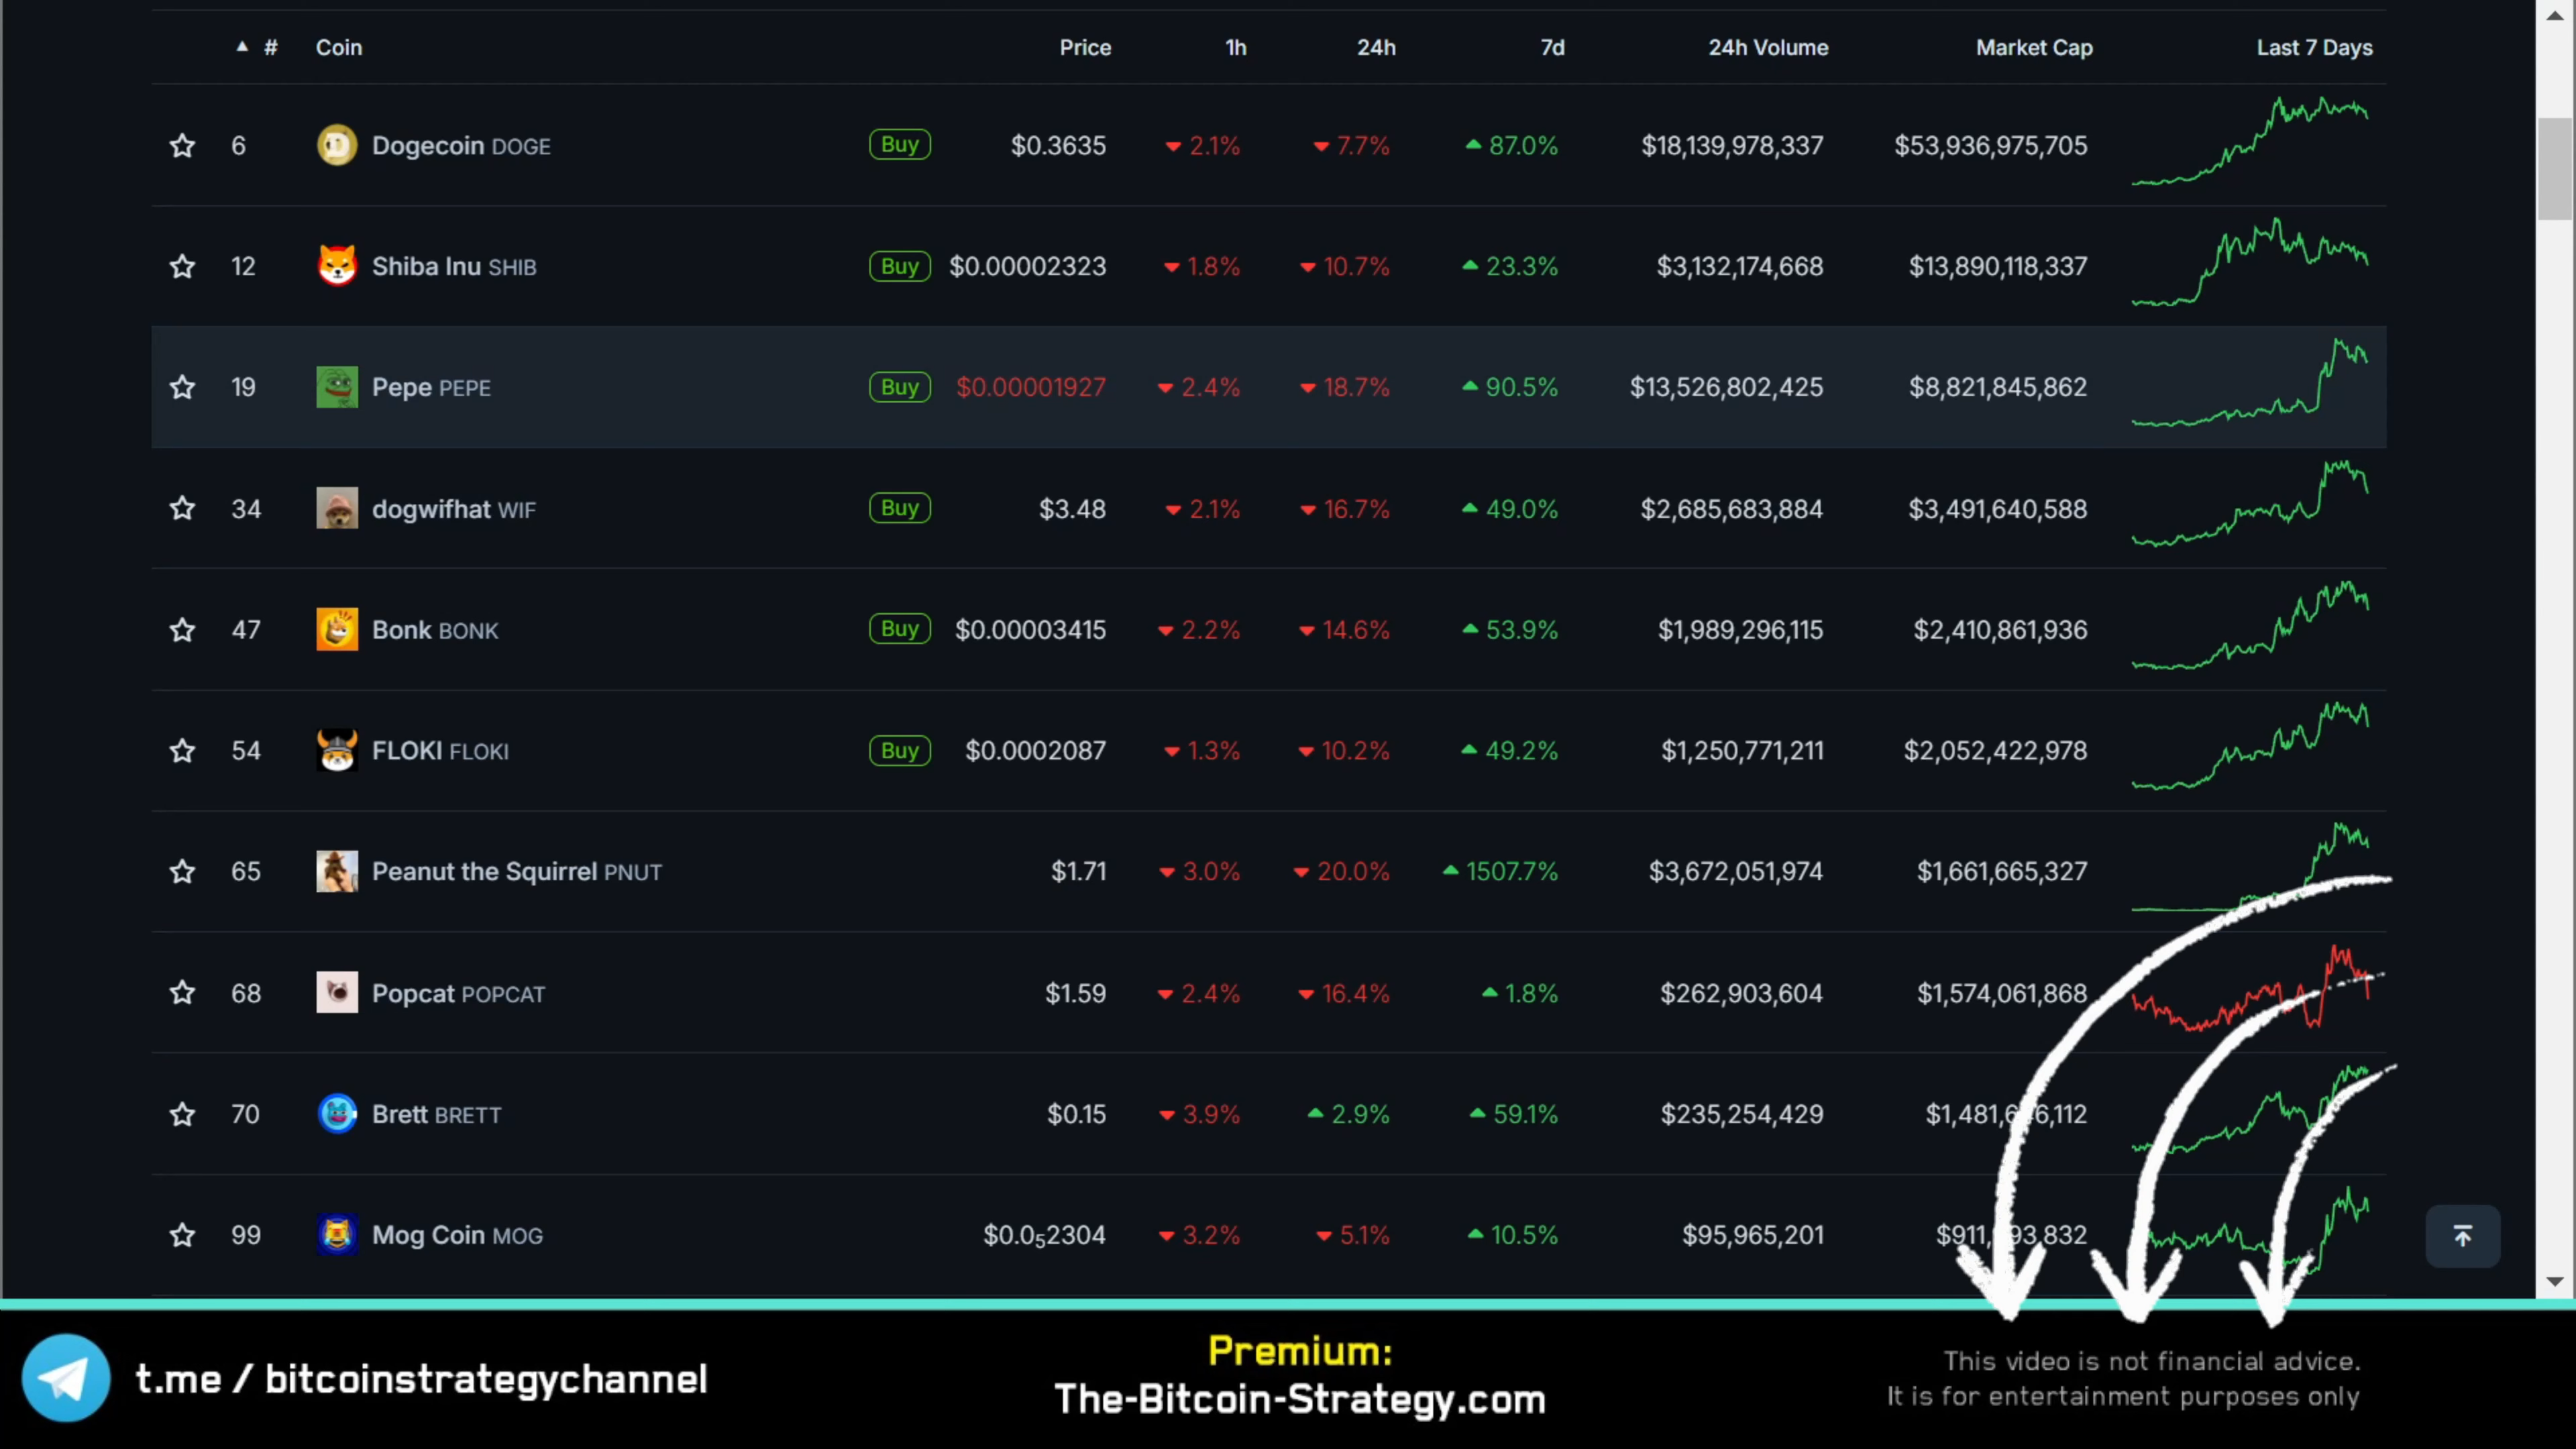 # Coin Price 1h 24h 7d 24h Volume Market Cap Last 7 Days
6 Dogecoin DOGE Buy $0.3635 2.1% 7.7% 87.0% $18,139,978,337 $53,936,975,705
12 Shiba Inu SHIB Buy $0.00002323 1.8% 10.7% 23.3% $3,132,174,668 $13,890,118,337
19 Pepe PEPE Buy $0.00001927 2.4% 18.7% 90.5% $13,526,802,425 $8,821,845,862
34 dogwifhat WIF Buy $3.48 2.1% 16.7% 49.0% $2,685,683,884 $3,491,640,588
47 Bonk BONK Buy $0.00003415 2.2% 14.6% 53.9% $1,989,296,115 $2,410,861,936
54 FLOKI FLOKI Buy $0.0002087 1.3% 10.2% 49.2% $1,250,771,211 $2,052,422,978
65 Peanut the Squirrel PNUT $1.71 3.0% 20.0% 1507.7% $3,672,051,974 $1,661,665,327
68 Popcat POPCAT $1.59 2.4% 16.4% 1.8% $262,903,604 $1,574,061,868
70 Brett BRETT $0.15 3.9% 2.9% 59.1% $235,254,429
99 Mog Coin MOG $0.0₅2304 3.2% 5.1% 10.5% $95,965,201
t.me / bitcoinstrategychannel
Premium:
The-Bitcoin-Strategy.com
This video is not financial advice.
It is for entertainment purposes only